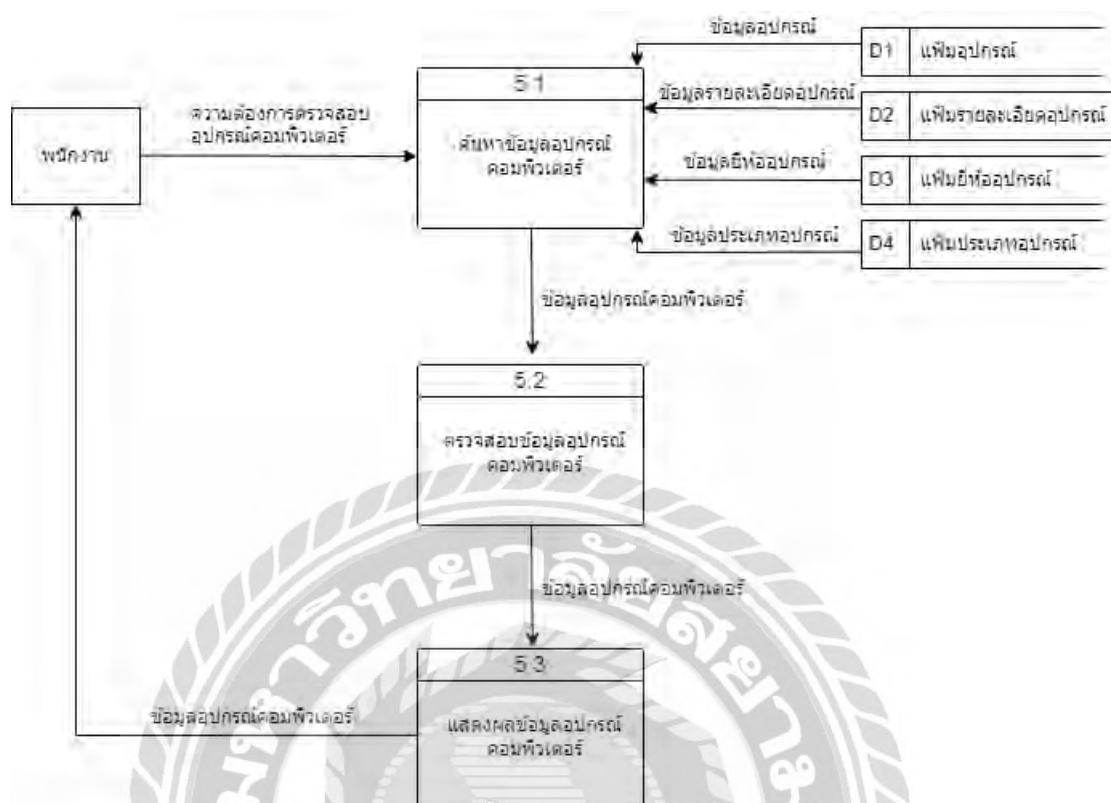 ข้อมูลอุปกรณ์
D1 แฟ้มอุปกรณ์
5.1
ข้อมูลรายละเอียดอุปกรณ์
D2 แฟ้มรายละเอียดอุปกรณ์
ความต้องการตรวจสอบ
อุปกรณ์คอมพิวเตอร์
พนักงาน
ค้นหาข้อมูลอุปกรณ์
คอมพิวเตอร์
ข้อมูลยี่ห้ออุปกรณ์
D3 แฟ้มยี่ห้ออุปกรณ์
ข้อมูลประเภทอุปกรณ์
D4 แฟ้มประเภทอุปกรณ์
ข้อมูลอุปกรณ์คอมพิวเตอร์
5.2
ตรวจสอบข้อมูลอุปกรณ์
คอมพิวเตอร์
ข้อมูลอุปกรณ์คอมพิวเตอร์
5.3
ข้อมูลอุปกรณ์คอมพิวเตอร์
แสดงผลข้อมูลอุปกรณ์
คอมพิวเตอร์
มหาวิทยาลัยสยาม